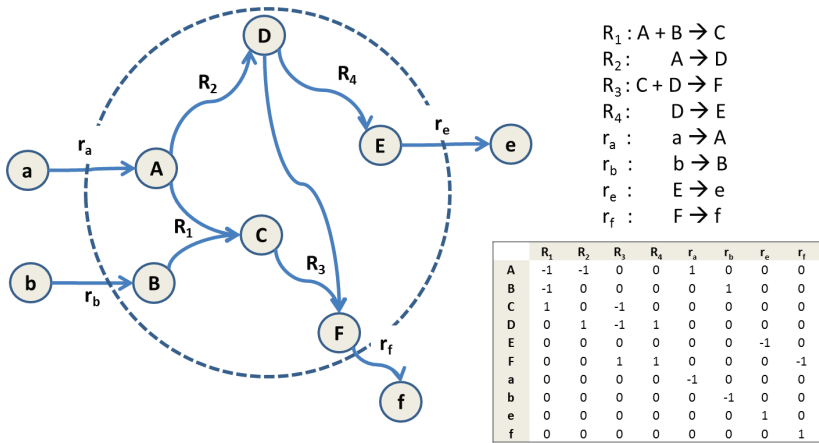 D
R4
R2
re
ra
E
e
a
A
R1
C
R3
b
B
rb
F
rf
f
R1 : A + B → C
R2 : A → D
R3 : C + D → F
R4 : D → E
ra : a → A
rb : b → B
re : E → e
rf : F → f
R1 R2 R3 R4 ra rb re rf
A -1 -1 0 0 1 0 0 0
B -1 0 0 0 0 1 0 0
C 1 0 -1 0 0 0 0 0
D 0 1 -1 1 0 0 0 0
E 0 0 0 0 0 0 -1 0
F 0 0 1 1 0 0 0 -1
a 0 0 0 0 -1 0 0 0
b 0 0 0 0 0 -1 0 0
e 0 0 0 0 0 0 1 0
f 0 0 0 0 0 0 0 1